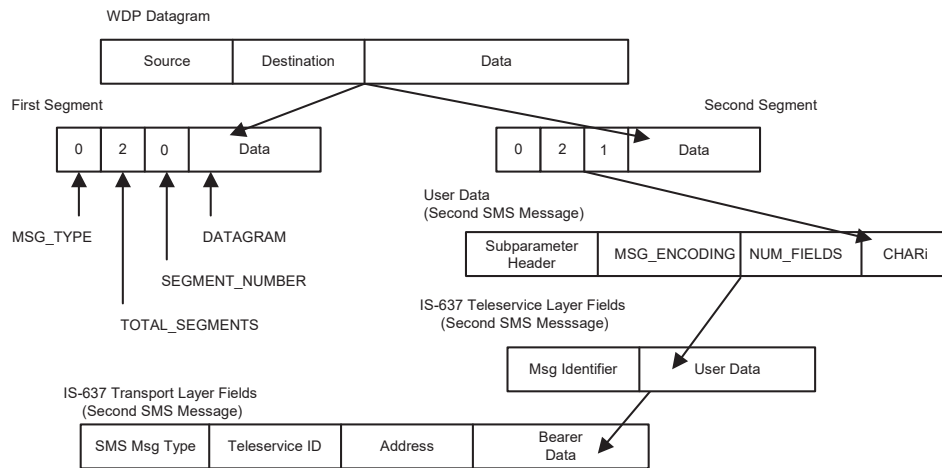 WDP Datagram
Source Destination Data
First Segment Second Segment
0 2 0 Data 0 2 1 Data
User Data
(Second SMS Message)
MSG_TYPE DATAGRAM
Subparameter
Header MSG_ENCODING NUM_FIELDS CHARi
SEGMENT_NUMBER
IS-637 Teleservice Layer Fields
(Second SMS Messsage)
TOTAL_SEGMENTS
Msg Identifier User Data
IS-637 Transport Layer Fields
(Second SMS Message)
SMS Msg Type Teleservice ID Address Bearer
Data